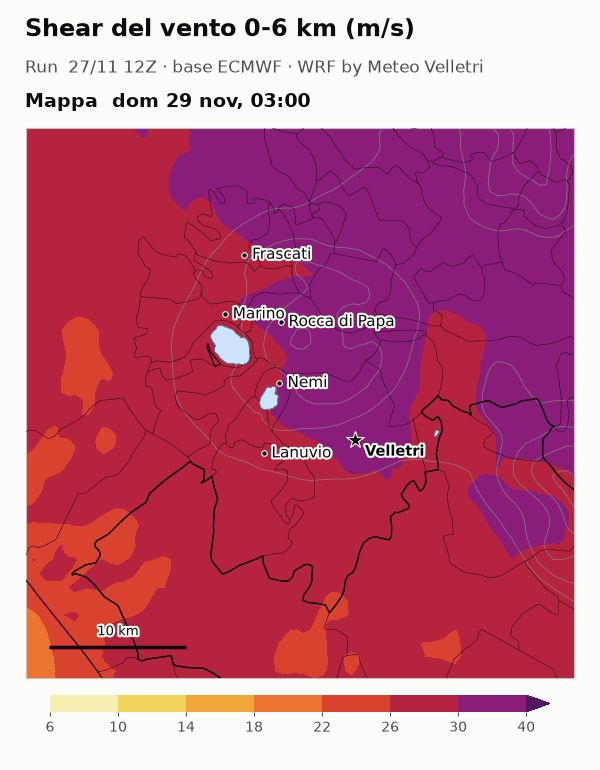 Shear del vento 0-6 km (m/s)
Run  27/11 12Z · base ECMWF · WRF by Meteo Velletri
Mappa  dom 29 nov, 03:00
Frascati
Marino
Rocca di Papa
Nemi
Velletri
Lanuvio
10 km
6 10 14 18 22 26 30 40